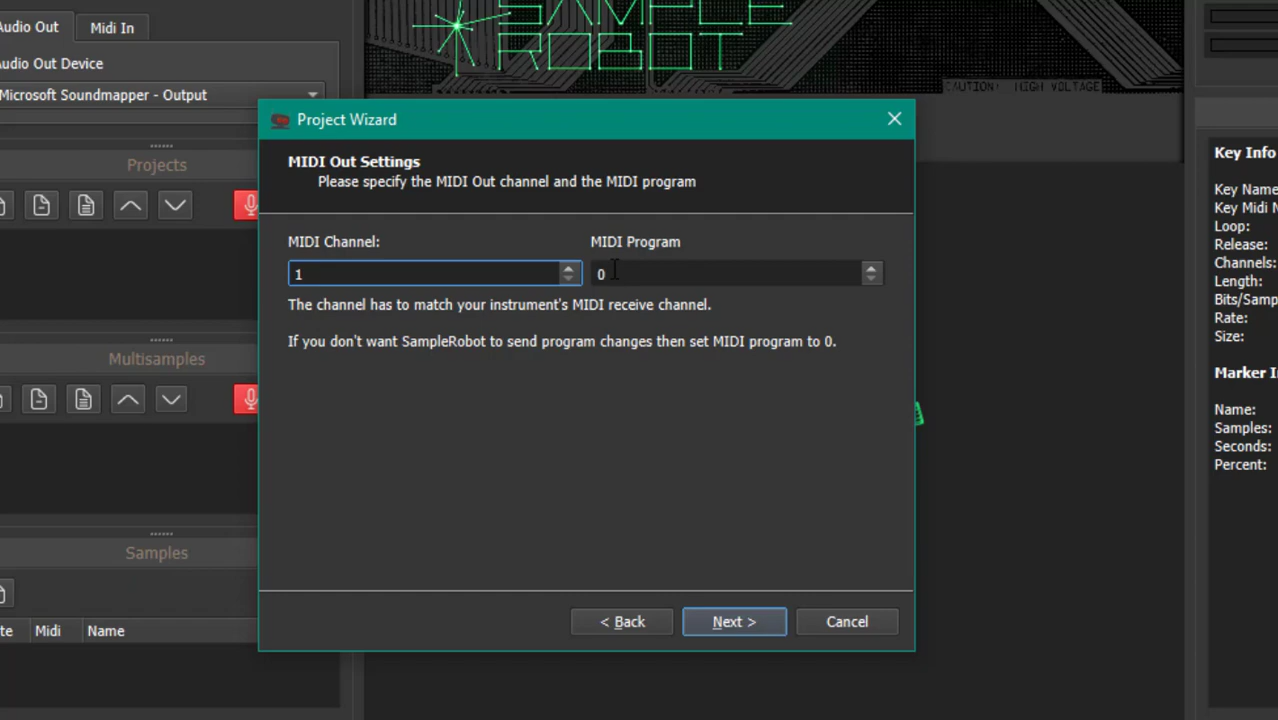 Audio Out
Midi In
Audio Out Device
Microsoft Soundmapper - Output
SAMPLE
ROBOT
CAUTION! HIGH VOLTAGE
Projects
Project Wizard
MIDI Out Settings
Please specify the MIDI Out channel and the MIDI program
MIDI Channel:
MIDI Program
1
0
The channel has to match your instrument's MIDI receive channel.
If you don't want SampleRobot to send program changes then set MIDI program to 0.
< Back
Next >
Cancel
Multisamples
Samples
Midi
Name
Key Info
Key Name
Key Midi N
Loop:
Release:
Channels:
Length:
Bits/Samp
Rate:
Size:
Marker I
Name:
Samples:
Seconds:
Percent: